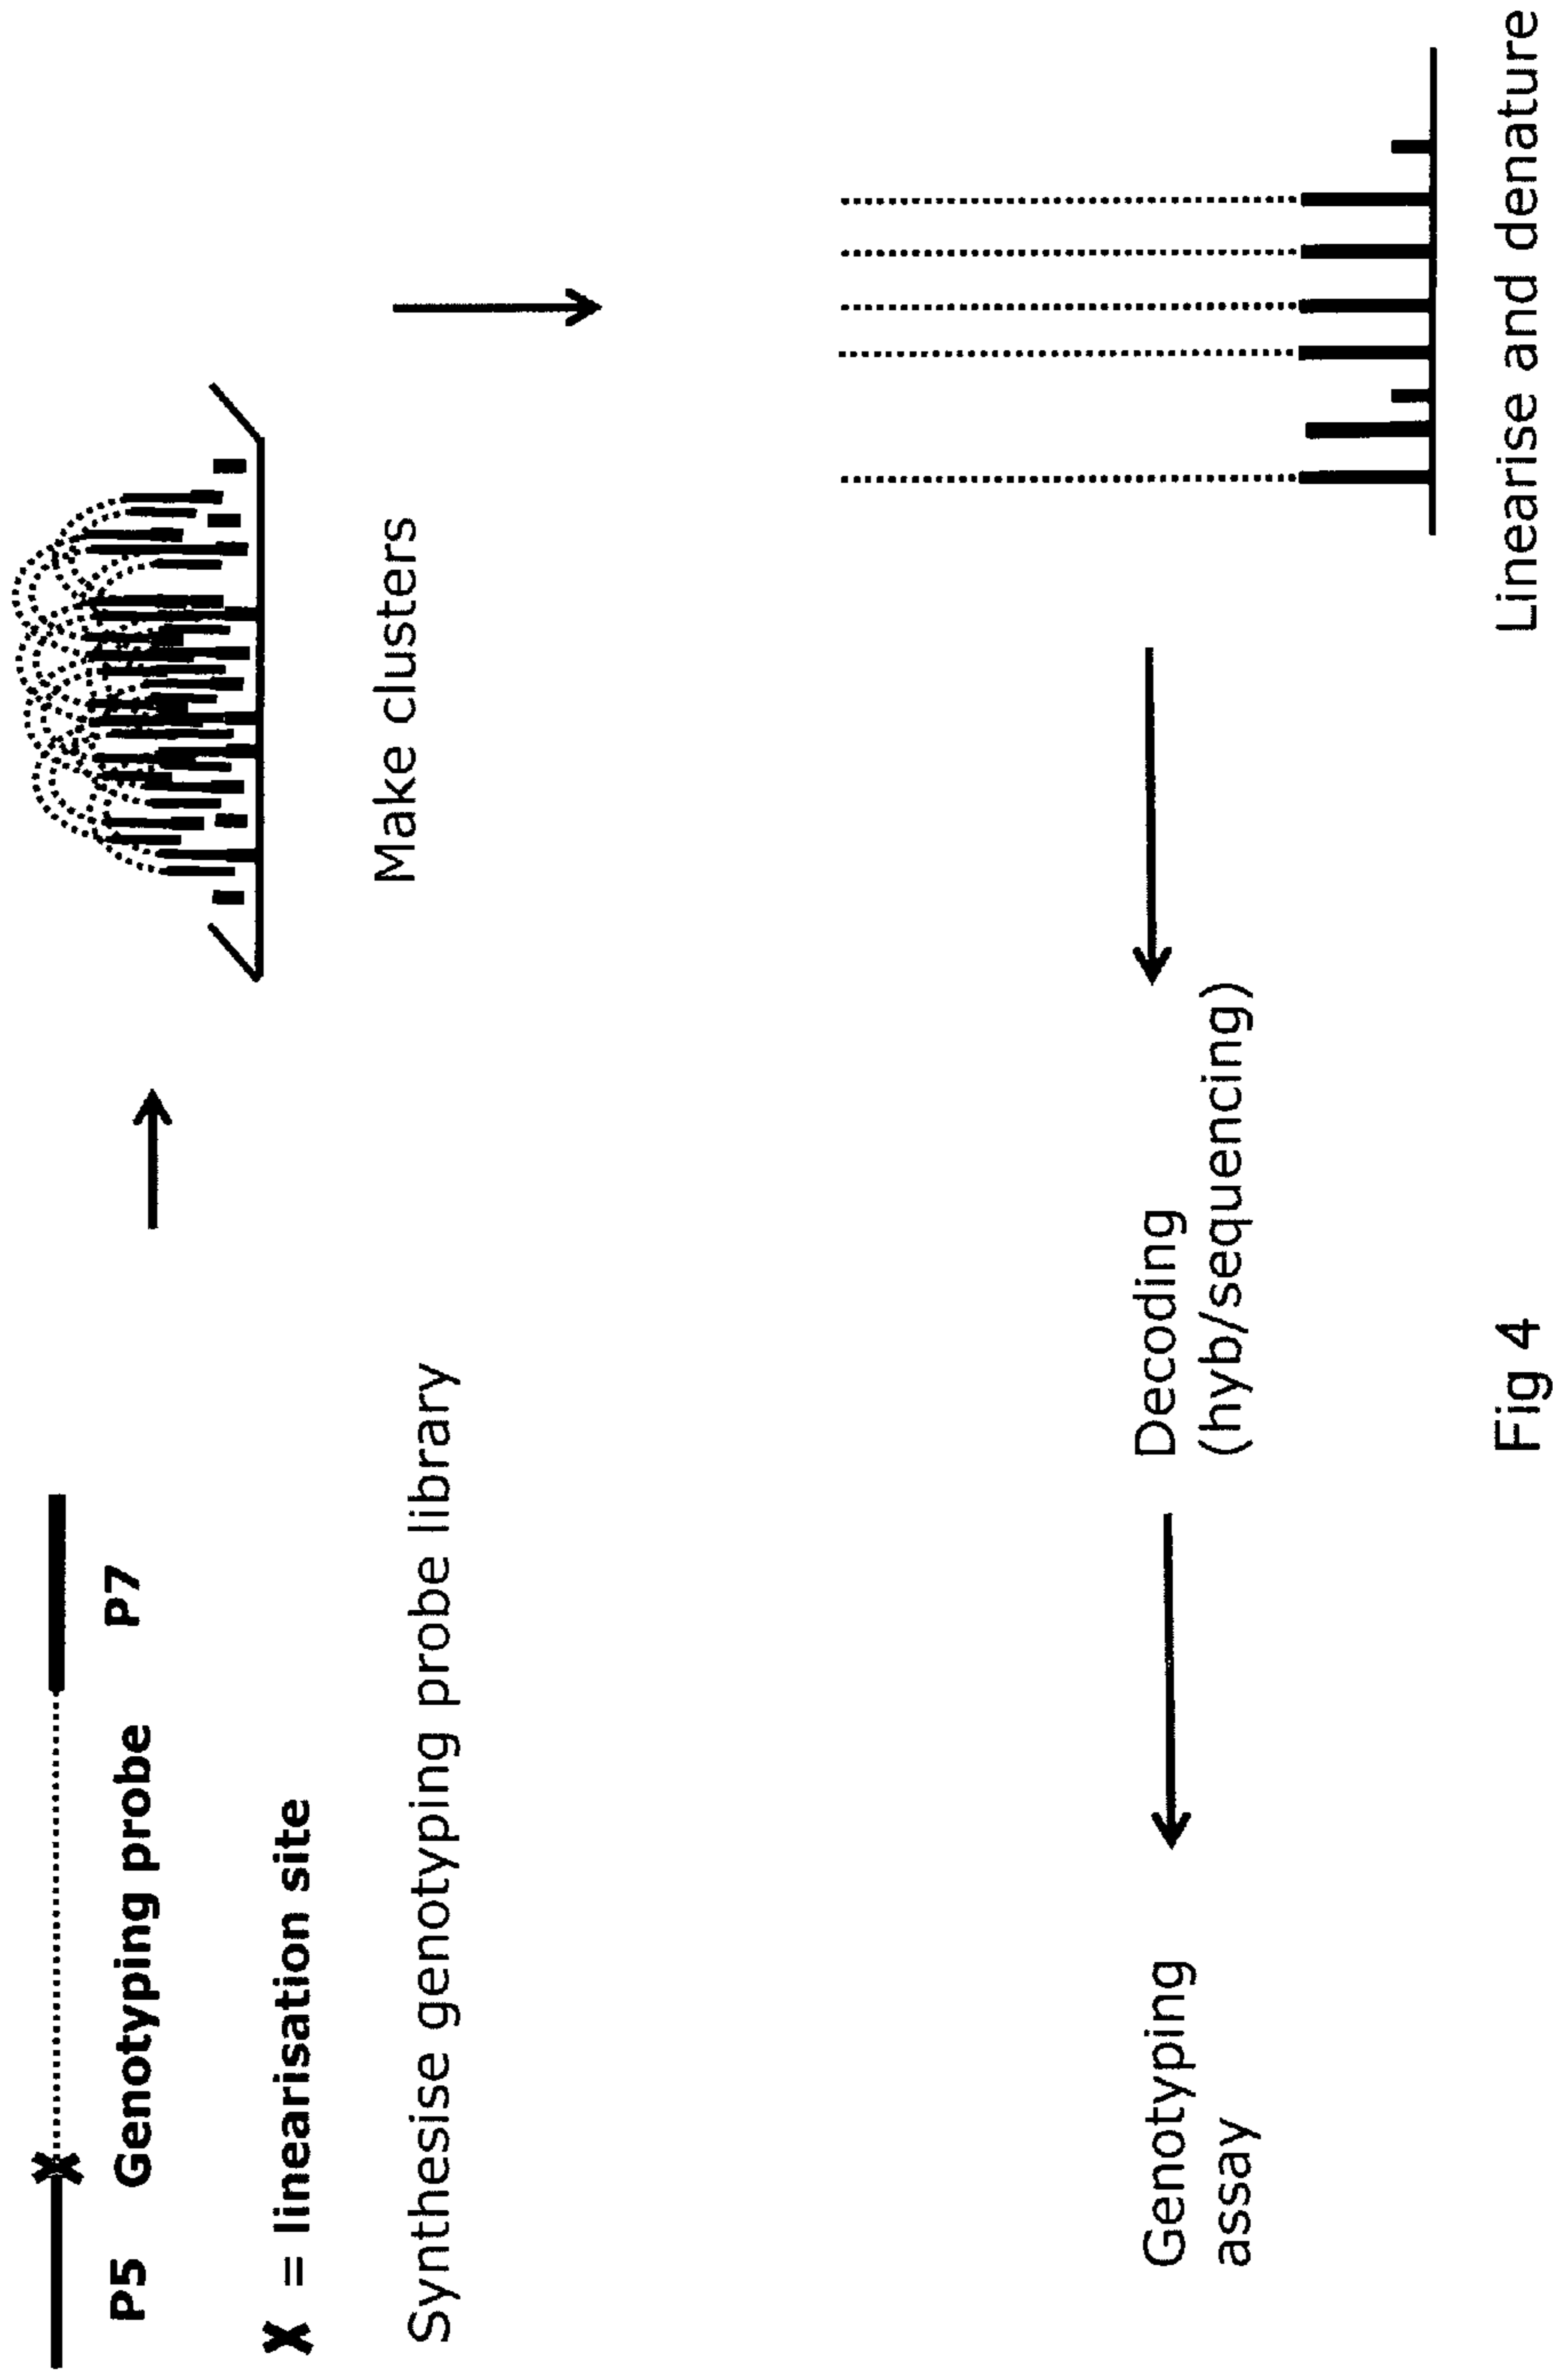 P5 Genotyping probe P7
X = linearisation site
Synthesise genotyping probe library
Make clusters
Linearise and denature
Decoding
(hyb/sequencing)
Genotyping
assay
Fig 4